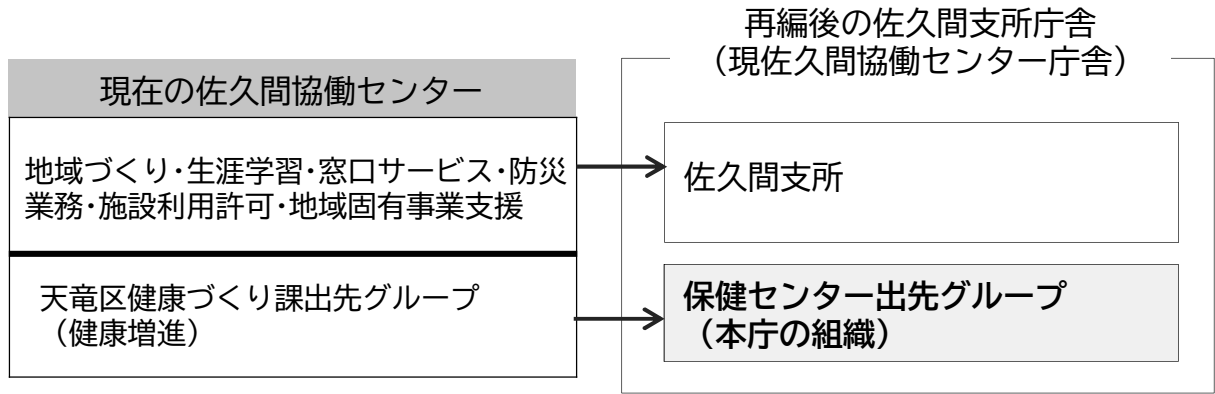 再編後の佐久間支所庁舎
（現佐久間協働センター庁舎）
現在の佐久間協働センター
地域づくり・生涯学習・窓口サービス・防災
業務・施設利用許可・地域固有事業支援
佐久間支所
天竜区健康づくり課出先グループ
（健康増進）
保健センター出先グループ
（本庁の組織）